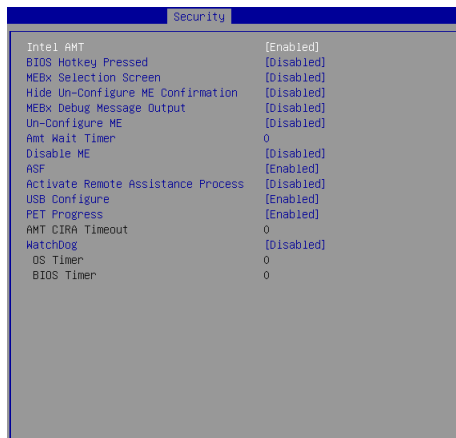 Security
Intel AMT [Enabled]
BIOS Hotkey Pressed [Disabled]
MEBx Selection Screen [Disabled]
Hide Un-Configure ME Confirmation [Disabled]
MEBx Debug Message Output [Disabled]
Un-Configure ME [Disabled]
Amt Wait Timer 0
Disable ME [Disabled]
ASF [Enabled]
Activate Remote Assistance Process [Disabled]
USB Configure [Enabled]
PET Progress [Enabled]
AMT CIRA Timeout 0
WatchDog [Disabled]
OS Timer 0
BIOS Timer 0